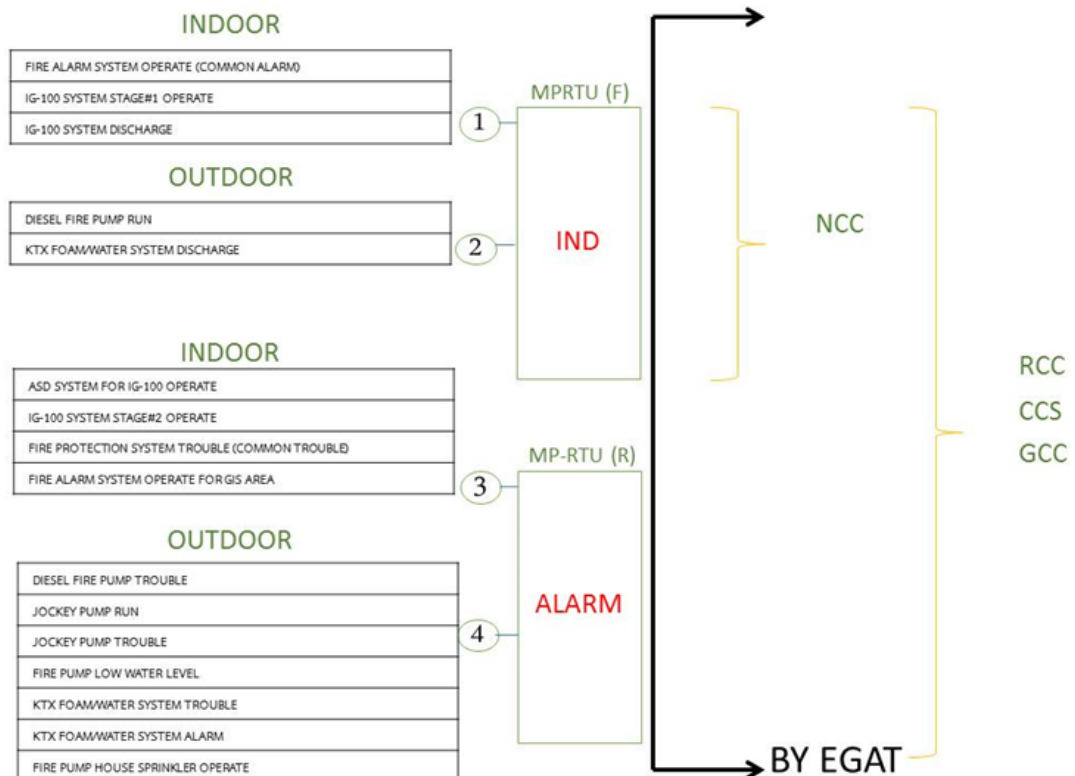 INDOOR
FIRE ALARM SYSTEM OPERATE (COMMON ALARM)
IG-100 SYSTEM STAGE#1 OPERATE
IG-100 SYSTEM DISCHARGE
1
MPRTU (F)
OUTDOOR
DIESEL FIRE PUMP RUN
KTX FOAM/WATER SYSTEM DISCHARGE
2
IND
NCC
INDOOR
ASD SYSTEM FOR IG-100 OPERATE
IG-100 SYSTEM STAGE#2 OPERATE
FIRE PROTECTION SYSTEM TROUBLE (COMMON TROUBLE)
FIRE ALARM SYSTEM OPERATE FOR GIS AREA
3
MP-RTU (R)
RCC
CCS
GCC
OUTDOOR
DIESEL FIRE PUMP TROUBLE
JOCKEY PUMP RUN
JOCKEY PUMP TROUBLE
FIRE PUMP LOW WATER LEVEL
KTX FOAM/WATER SYSTEM TROUBLE
KTX FOAM/WATER SYSTEM ALARM
FIRE PUMP HOUSE SPRINKLER OPERATE
4
ALARM
BY EGAT